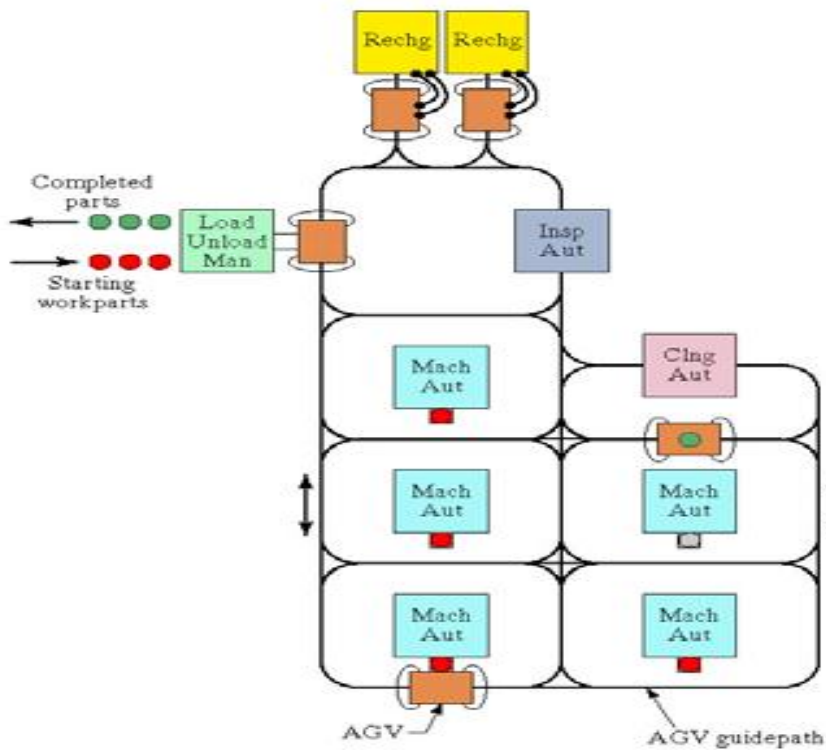 Rechg
Rechg
Completed
parts
Load
Unload
Man
Insp
Aut
Starting
workparts
Mach
Aut
Clng
Aut
Mach
Aut
Mach
Aut
Mach
Aut
Mach
Aut
AGV
AGV guidepath